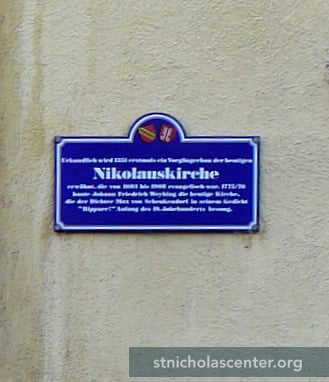 Urkundlich wird 1351 erstmals ein Vorgängerbau der heutigen
Nikolauskirche
erwähnt, die von 1603 bis 1808 evangelisch war. 1775/76
baute Johann Friedrich Weyhing die heutige Kirche,
die der Dichter Max von Schenkendorf in seinem Gedicht
"Rippurr" Anfang des 19. Jahrhunderts besang.
stnicholascenter.org